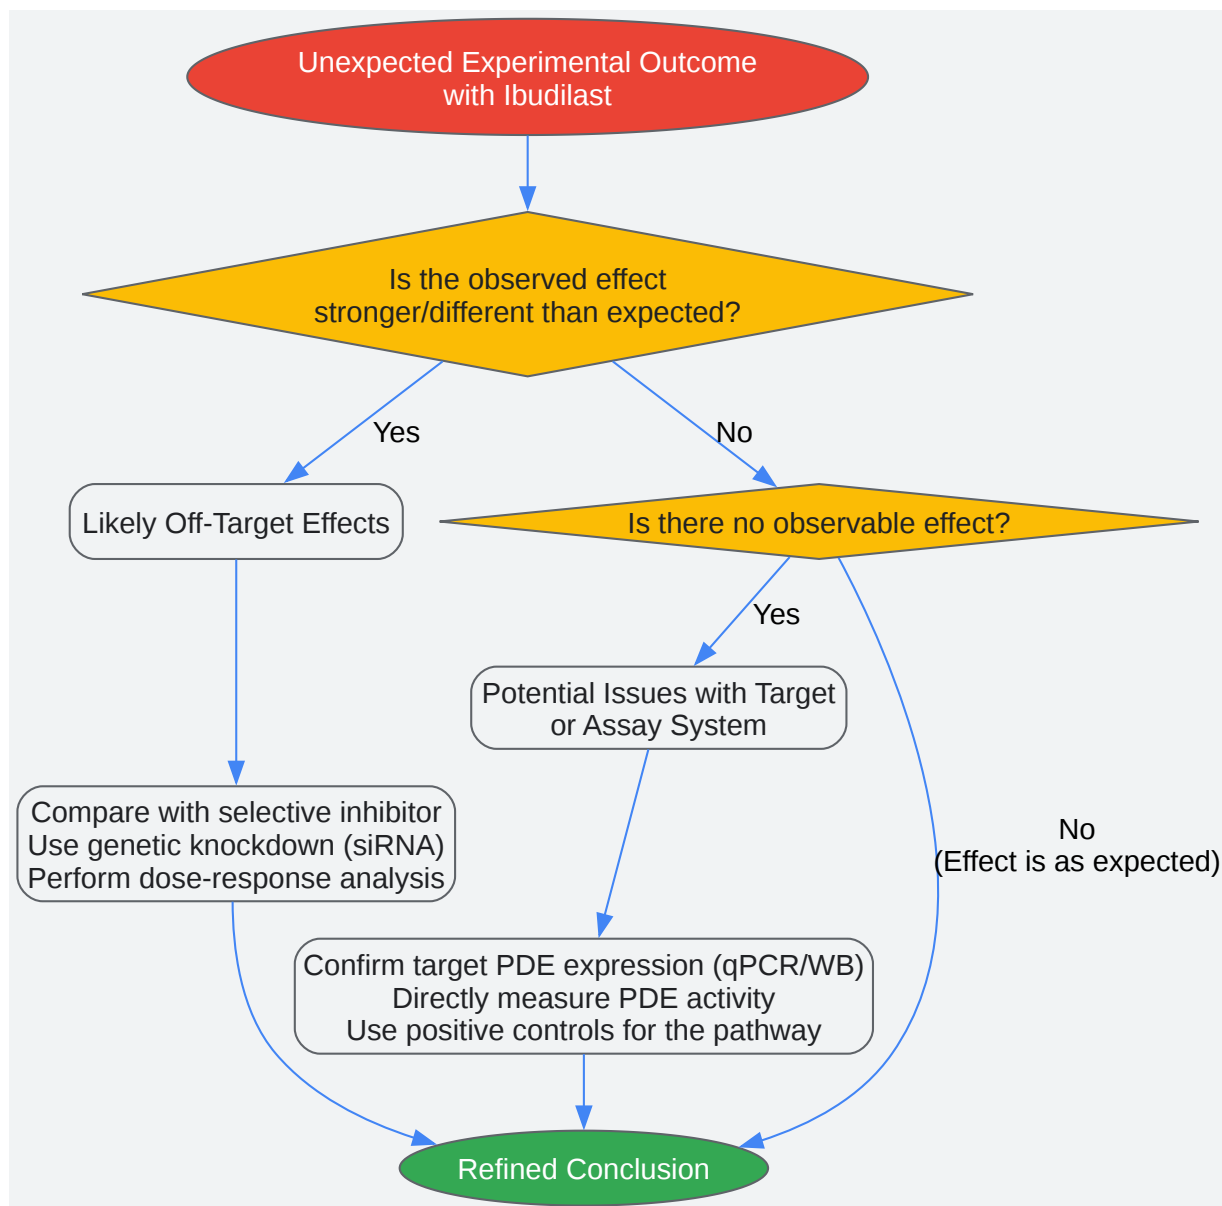 Unexpected Experimental Outcome
with Ibudilast
Is the observed effect
stronger/different than expected?
Yes
No
Likely Off-Target Effects
Is there no observable effect?
Yes
Potential Issues with Target
or Assay System
Compare with selective inhibitor
Use genetic knockdown (siRNA)
Perform dose-response analysis
No
(Effect is as expected)
Confirm target PDE expression (qPCR/WB)
Directly measure PDE activity
Use positive controls for the pathway
Refined Conclusion